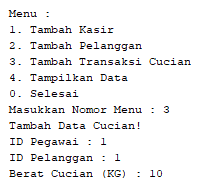 Menu :
1. Tambah Kasir
2. Tambah Pelanggan
3. Tambah Transaksi Cucian
4. Tampilkan Data
0. Selesai
Masukkan Nomor Menu : 3
Tambah Data Cucian!
ID Pegawai : 1
ID Pelanggan : 1
Berat Cucian (KG) : 10